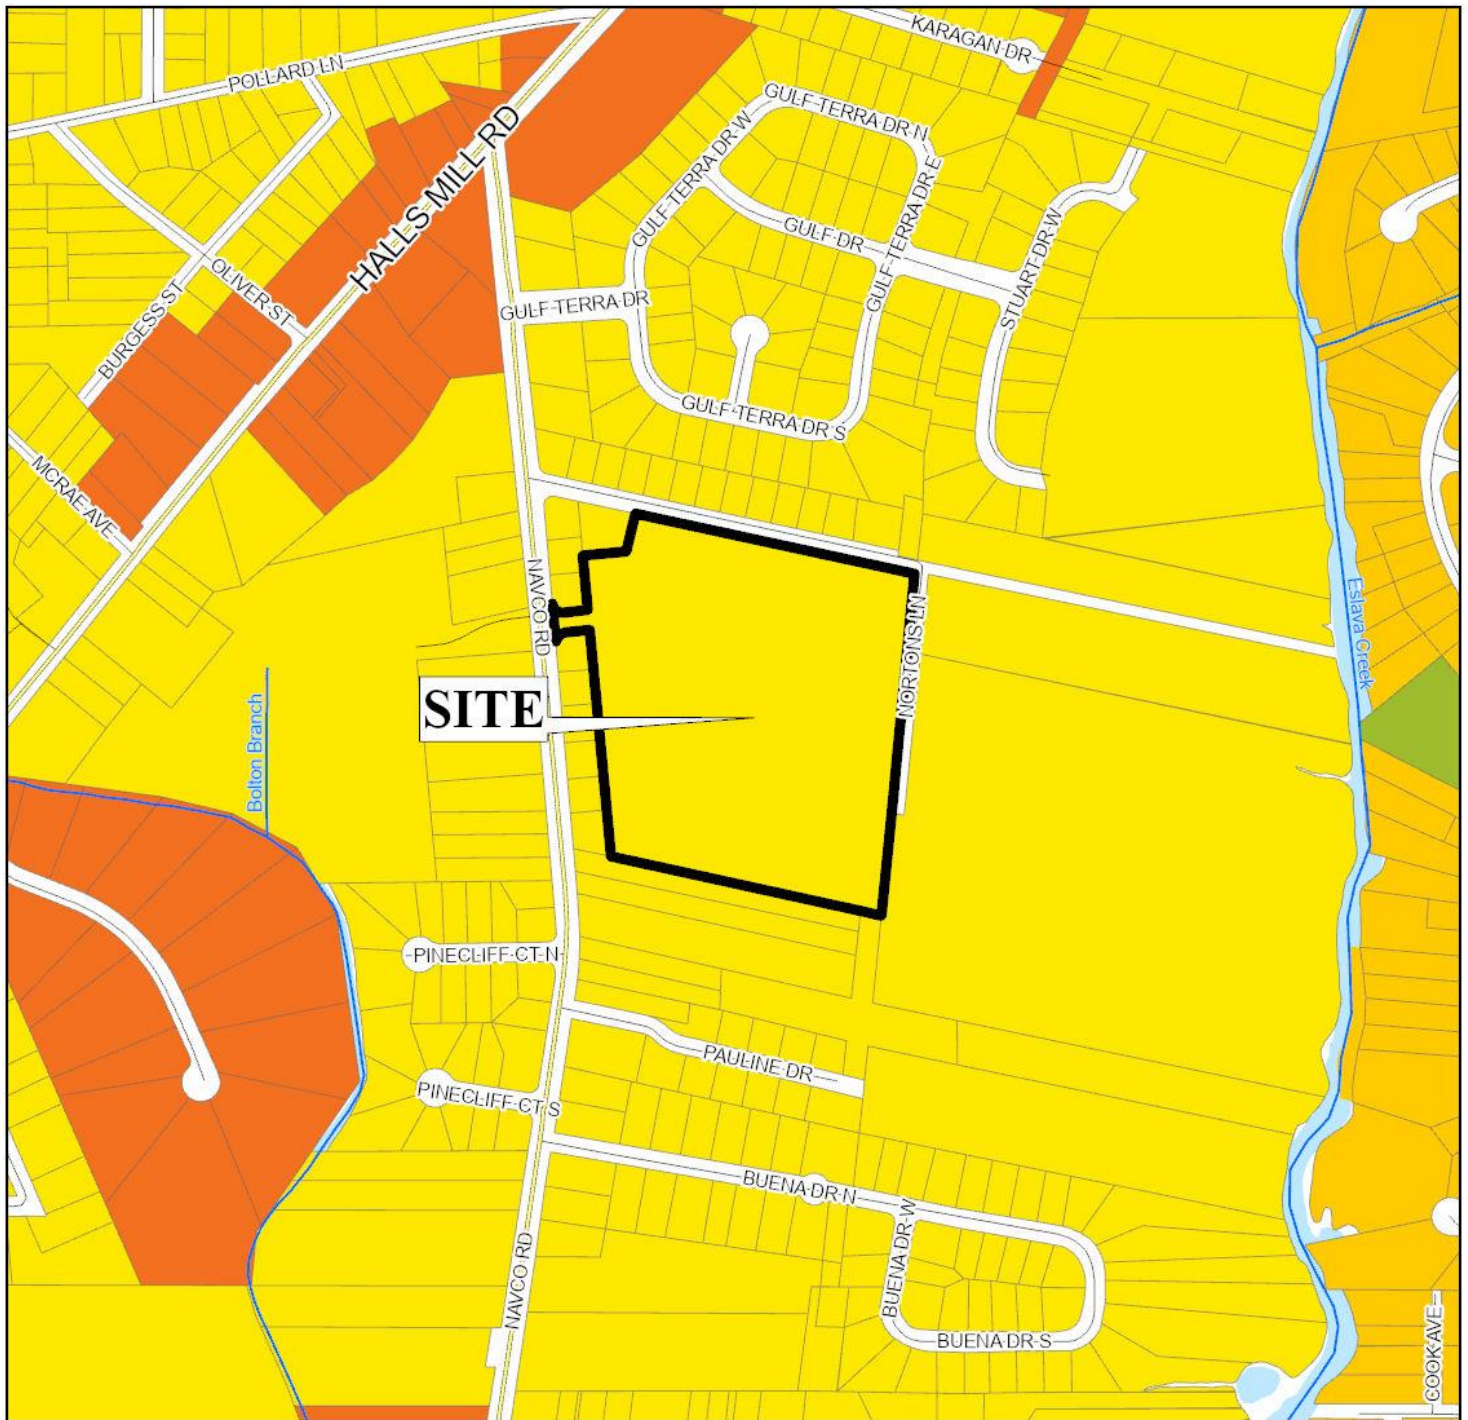 KARAGAN DR
POLLARD LN
GULF TERRA DR N
HALLS MILL RD
GULF TERRA DR W
GULF TERRA DR E
GULF DR
STUART DR W
OLIVER ST
BURGESS ST
GULF TERRA DR
GULF TERRA DR S
MCRAE AVE
NAVCO RD
NORTONS LN
Eslava Creek
SITE
Bolton Branch
PINECLIFF CT N
PAULINE DR
PINECLIFF CT S
BUENA DR N
BUENA DR W
NAVCO RD
BUENA DR S
COOK AVE